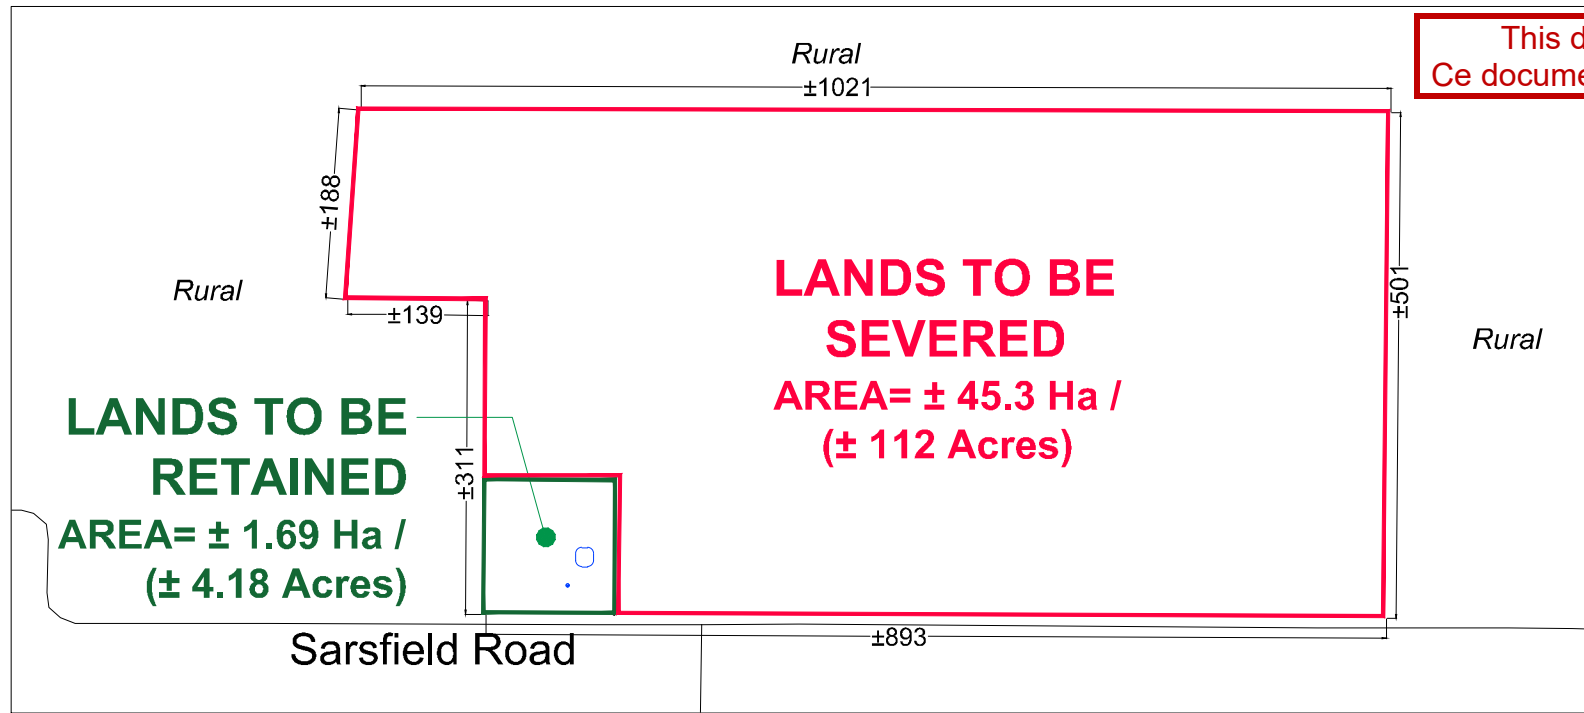 Rural
±1021
This d
Ce docume
±188
Rural
±139
±501
Rural
LANDS TO BE
SEVERED
AREA= ± 45.3 Ha /
(± 112 Acres)
LANDS TO BE
RETAINED
AREA= ± 1.69 Ha /
(± 4.18 Acres)
±311
±893
Sarsfield Road